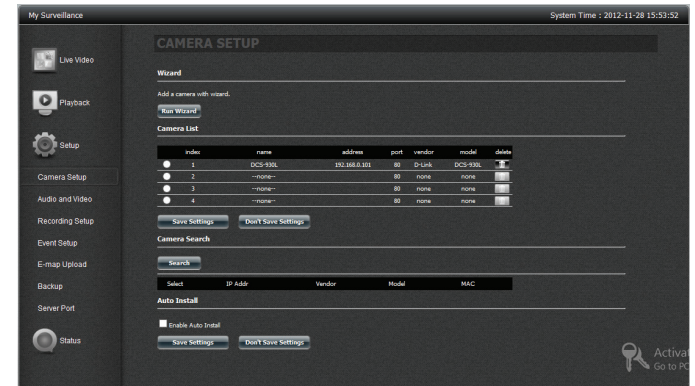 My Surveillance System Time : 2012-11-28 15:53:52
CAMERA SETUP
Live Video
Playback
Setup
Camera Setup
Audio and Video
Recording Setup
Event Setup
E-map Upload
Backup
Server Port
Status
Wizard
Add a camera with wizard.
Run Wizard
Camera List
index name address port vendor model delete
1 DCS-930L 192.168.0.101 80 D-Link DCS-930L
2 --none-- 80 none none
3 --none-- 80 none none
4 --none-- 80 none none
Save Settings Don't Save Settings
Camera Search
Search
Select IP Addr Vendor Model MAC
Auto Install
Enable Auto Install
Save Settings Don't Save Settings
Activat
Go to PC